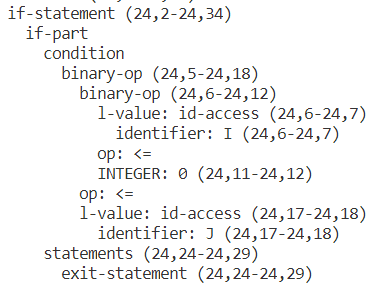 if-statement (24,2-24,34)
if-part
condition
binary-op (24,5-24,18)
binary-op (24,6-24,12)
l-value: id-access (24,6-24,7)
identifier: I (24,6-24,7)
op: <=
INTEGER: 0 (24,11-24,12)
op: <=
l-value: id-access (24,17-24,18)
identifier: J (24,17-24,18)
statements (24,24-24,29)
exit-statement (24,24-24,29)